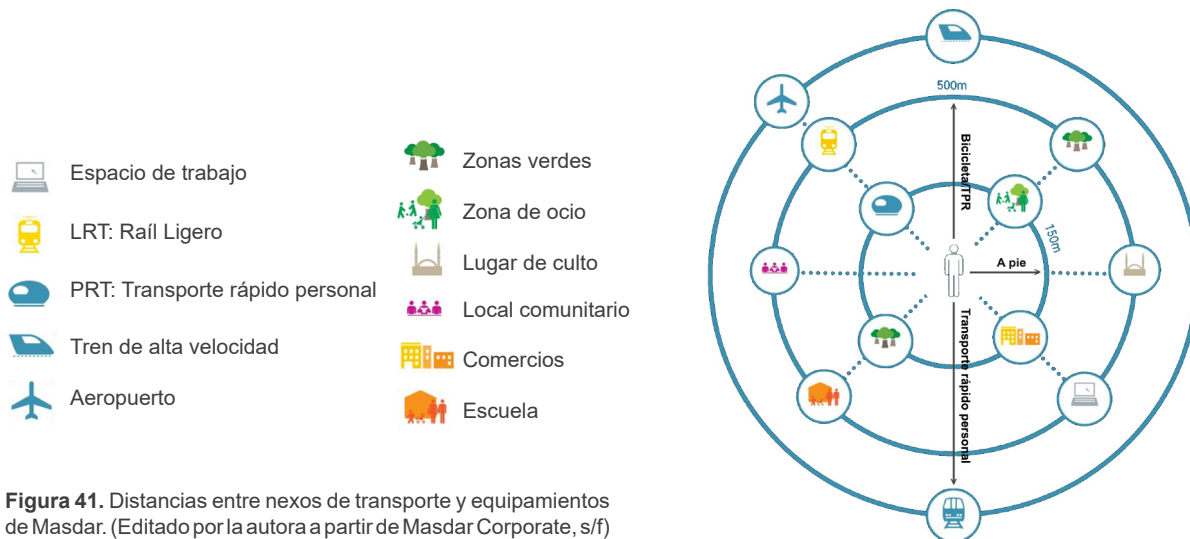 Espacio de trabajo
LRT: Raíl Ligero
PRT: Transporte rápido personal
Tren de alta velocidad
Aeropuerto
Zonas verdes
Zona de ocio
Lugar de culto
Local comunitario
Comercios
Escuela
Figura 41. Distancias entre nexos de transporte y equipamientos
de Masdar. (Editado por la autora a partir de Masdar Corporate, s/f)
500m
Bicicleta/TPR
150m
A pie
Transporte rápido personal